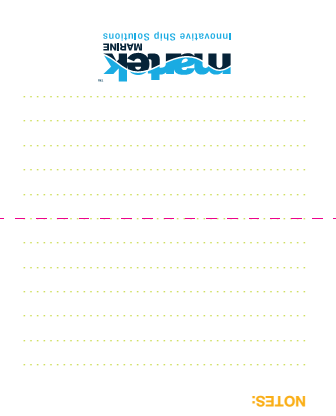 NOTES:
martek
MARINE
Innovative Ship Solutions